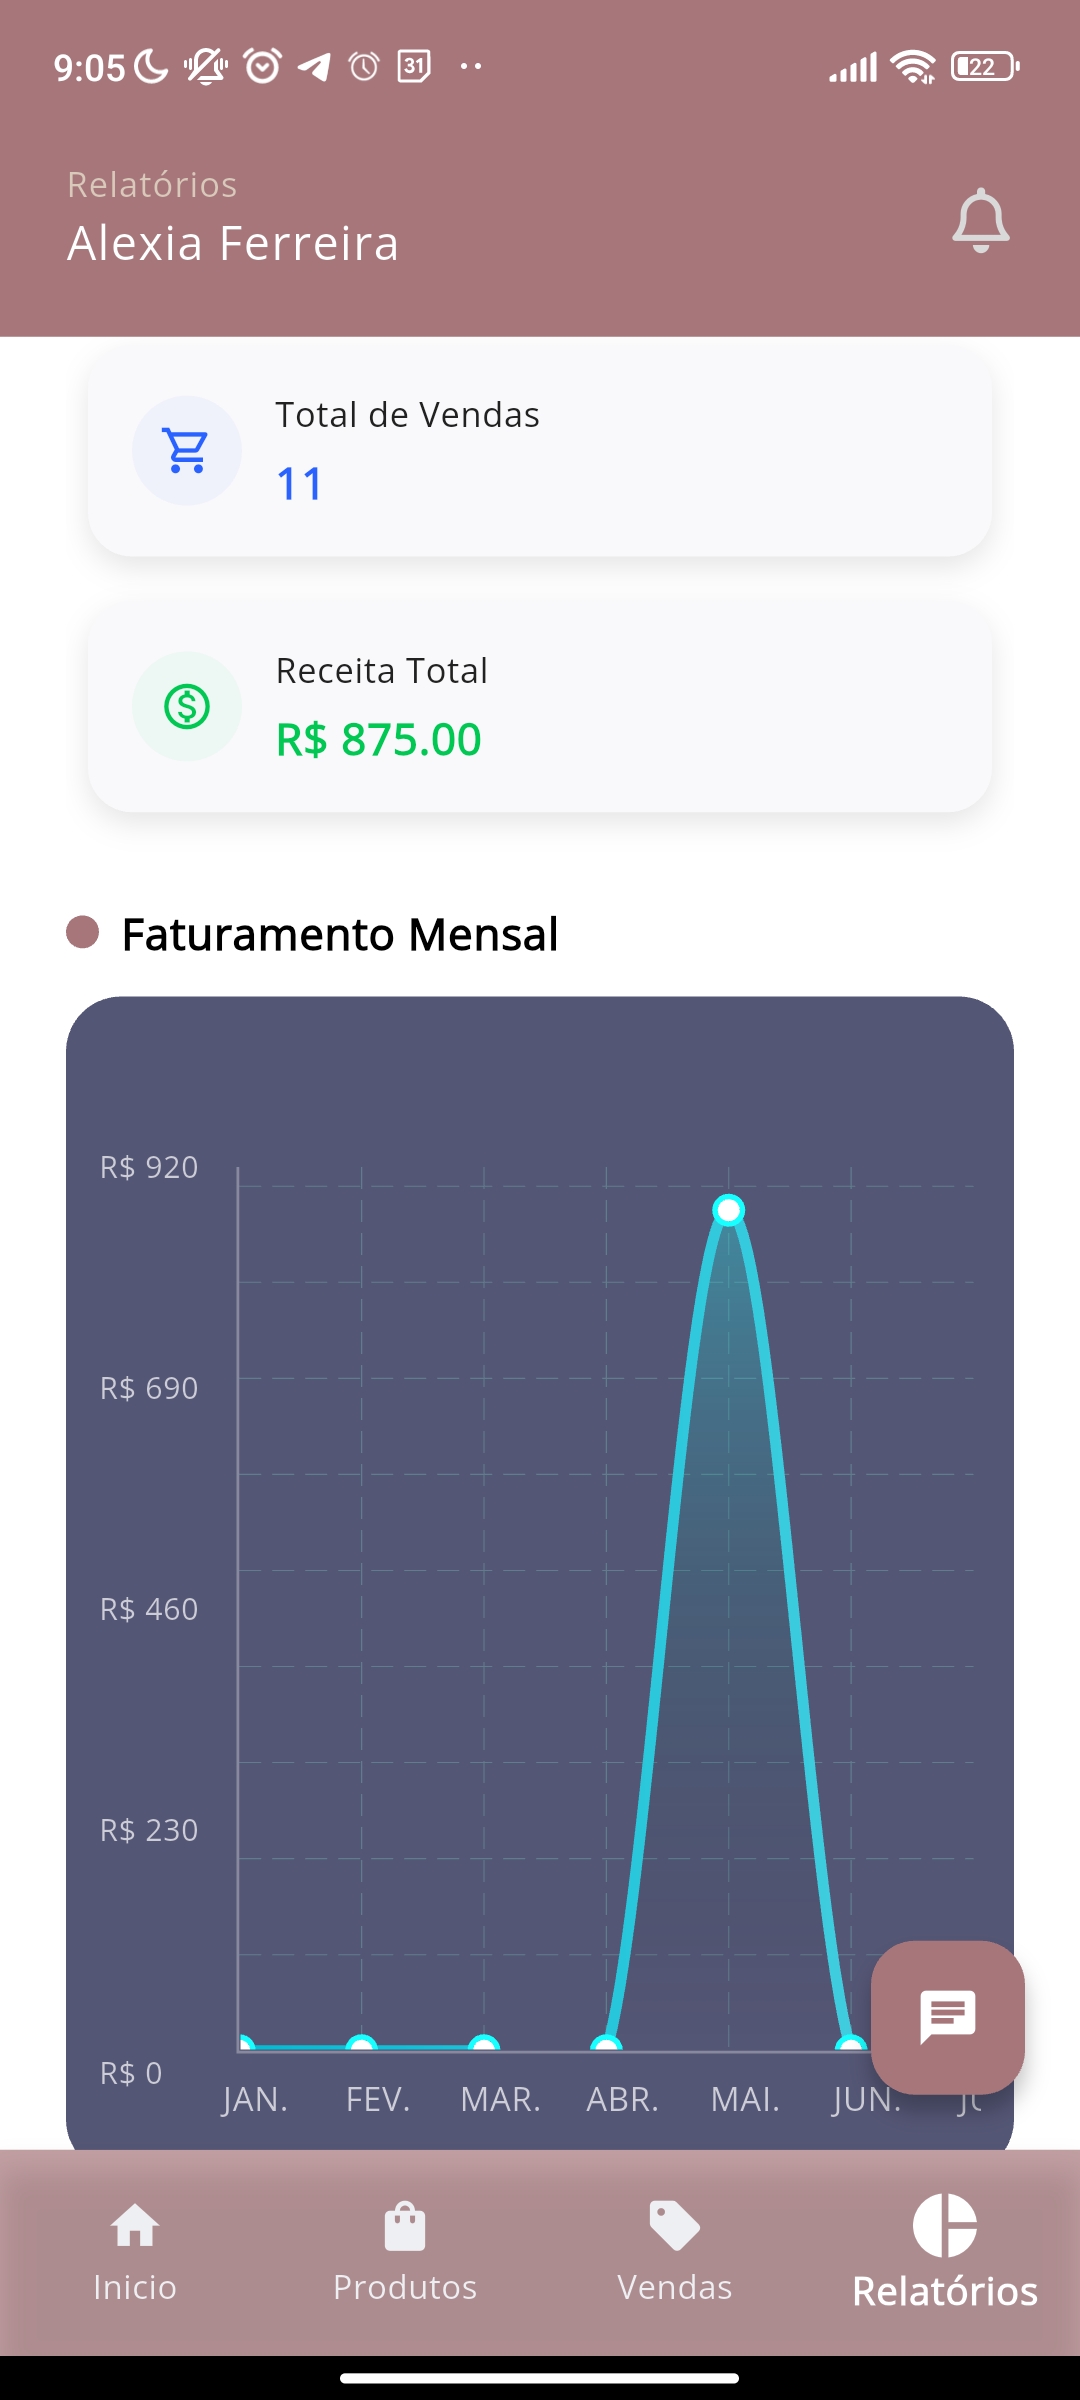 9:05
31
22
Relatórios
Alexia Ferreira
Total de Vendas
11
Receita Total
R$ 875.00
Faturamento Mensal
R$ 920
R$ 690
R$ 460
R$ 230
R$ 0
JAN. FEV. MAR. ABR. MAI. JUN.
Inicio Produtos Vendas Relatórios